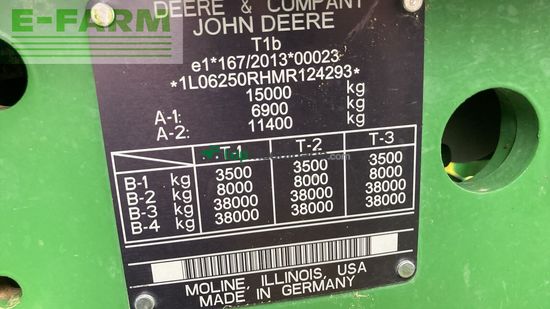 E-FARM
DEERE & COMPANY
JOHN DEERE
T1b
e1*167/2013*00023
*1L06250RHMR124293*
15000 kg
A-1: 6900 kg
A-2: 11400 kg
T-1 T-2 T-3
B-1 kg 3500 3500 3500
B-2 kg 8000 8000 8000
B-3 kg 38000 38000 38000
B-4 kg 38000 38000 38000
MOLINE, ILLINOIS, USA
MADE IN GERMANY